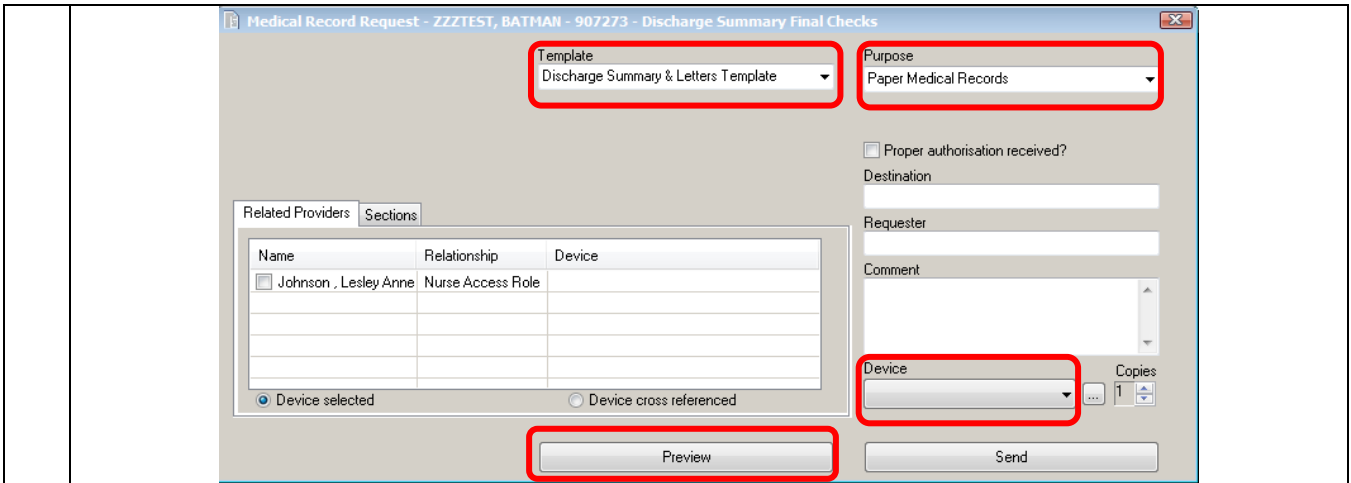 Medical Record Request - ZZZTEST, BATMAN - 907273 - Discharge Summary Final Checks
Template
Discharge Summary & Letters Template
Purpose
Paper Medical Records
Proper authorisation received?
Destination
Requester
Comment
Related Providers Sections
Name Relationship Device
Johnson , Lesley Anne Nurse Access Role
Device selected Device cross referenced
Device
...
Copies
1
Preview
Send